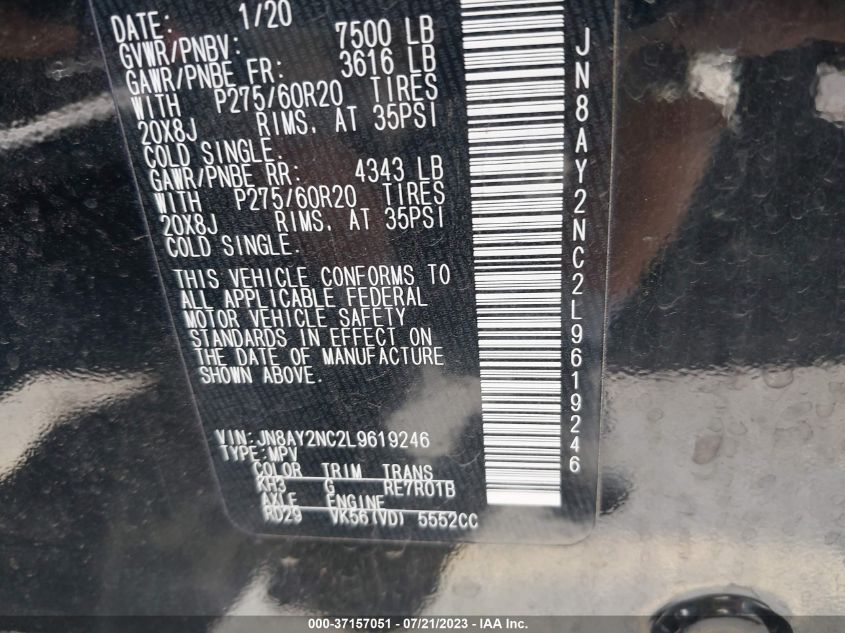 DATE: 1/20
GVWR/PNBV: 7500 LB
GAWR/PNBE FR: 3616 LB
WITH P275/60R20 TIRES
20X8J RIMS, AT 35PSI
COLD SINGLE.
GAWR/PNBE RR: 4343 LB
WITH P275/60R20 TIRES
20X8J RIMS, AT 35PSI
COLD SINGLE.
THIS VEHICLE CONFORMS TO
ALL APPLICABLE FEDERAL
MOTOR VEHICLE SAFETY
STANDARDS IN EFFECT ON
THE DATE OF MANUFACTURE
SHOWN ABOVE.
VIN: JN8AY2NC2L9619246
TYPE: MPV
COLOR TRIM TRANS
KH3 G RE7R01B
AXLE ENGINE
RD29 VK56(VD) 5552CC
JN8AY2NC2L9619246
000-37157051 - 07/21/2023 - IAA Inc.